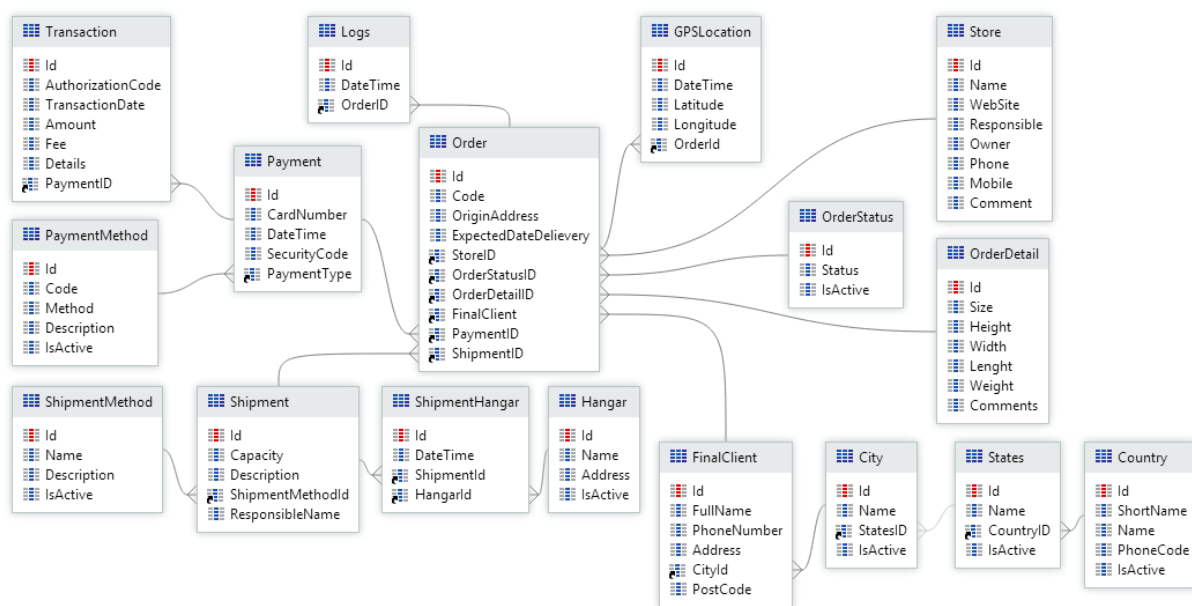 Transaction
Id
AuthorizationCode
TransactionDate
Amount
Fee
Details
PaymentID
Logs
Id
DateTime
OrderID
GPSLocation
Id
DateTime
Latitude
Longitude
OrderId
Store
Id
Name
WebSite
Responsible
Owner
Phone
Mobile
Comment
Payment
Id
CardNumber
DateTime
SecurityCode
PaymentType
Order
Id
Code
OriginAddress
ExpectedDateDelievery
StoreID
OrderStatusID
OrderDetailID
FinalClient
PaymentID
ShipmentID
OrderStatus
Id
Status
IsActive
PaymentMethod
Id
Code
Method
Description
IsActive
OrderDetail
Id
Size
Height
Width
Lenght
Weight
Comments
ShipmentMethod
Id
Name
Description
IsActive
Shipment
Id
Capacity
Description
ShipmentMethodId
ResponsibleName
ShipmentHangar
Id
DateTime
ShipmentId
HangarId
Hangar
Id
Name
Address
IsActive
FinalClient
Id
FullName
PhoneNumber
Address
CityId
PostCode
City
Id
Name
StatesID
IsActive
States
Id
Name
CountryID
IsActive
Country
Id
ShortName
Name
PhoneCode
IsActive